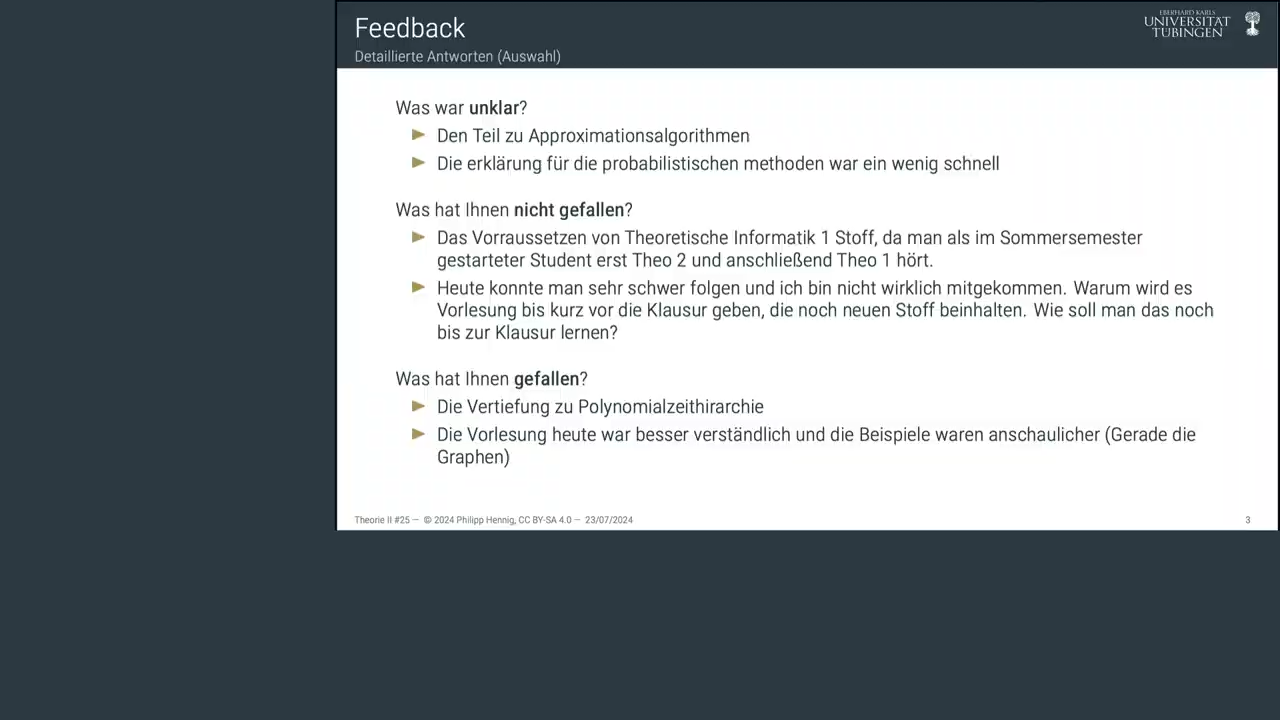 Feedback
Detaillierte Antworten (Auswahl)
EBERHARD KARLS
UNIVERSITÄT
TÜBINGEN
Was war unklar?
Den Teil zu Approximationsalgorithmen
Die erklärung für die probabilistischen methoden war ein wenig schnell
Was hat Ihnen nicht gefallen?
Das Vorraussetzen von Theoretische Informatik 1 Stoff, da man als im Sommersemester
gestarteter Student erst Theo 2 und anschließend Theo 1 hört.
Heute konnte man sehr schwer folgen und ich bin nicht wirklich mitgekommen. Warum wird es
Vorlesung bis kurz vor die Klausur geben, die noch neuen Stoff beinhalten. Wie soll man das noch
bis zur Klausur lernen?
Was hat Ihnen gefallen?
Die Vertiefung zu Polynomialzeithirarchie
Die Vorlesung heute war besser verständlich und die Beispiele waren anschaulicher (Gerade die
Graphen)
Theorie II #25 — © 2024 Philipp Hennig, CC BY-SA 4.0 — 23/07/2024
3